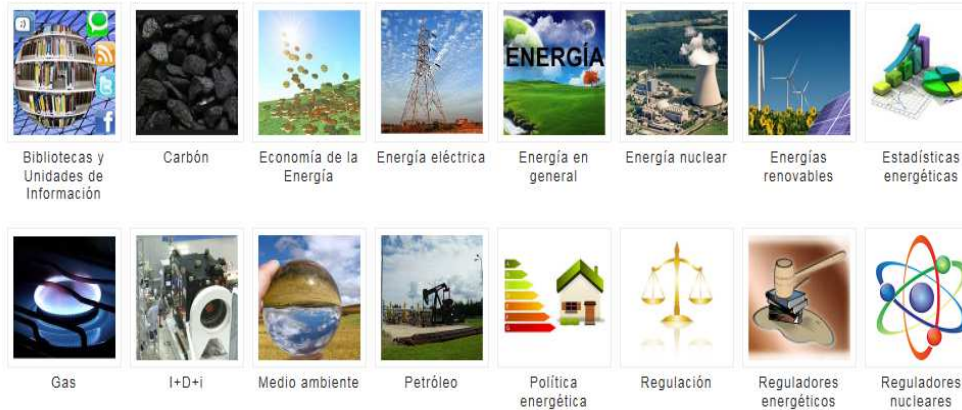 ENERGÍA
Bibliotecas y
Unidades de
Información
Carbón
Economía de la
Energía
Energía eléctrica
Energía en
general
Energía nuclear
Energías
renovables
Estadísticas
energéticas
Gas
I+D+i
Medio ambiente
Petróleo
Política
energética
Regulación
Reguladores
energéticos
Reguladores
nucleares